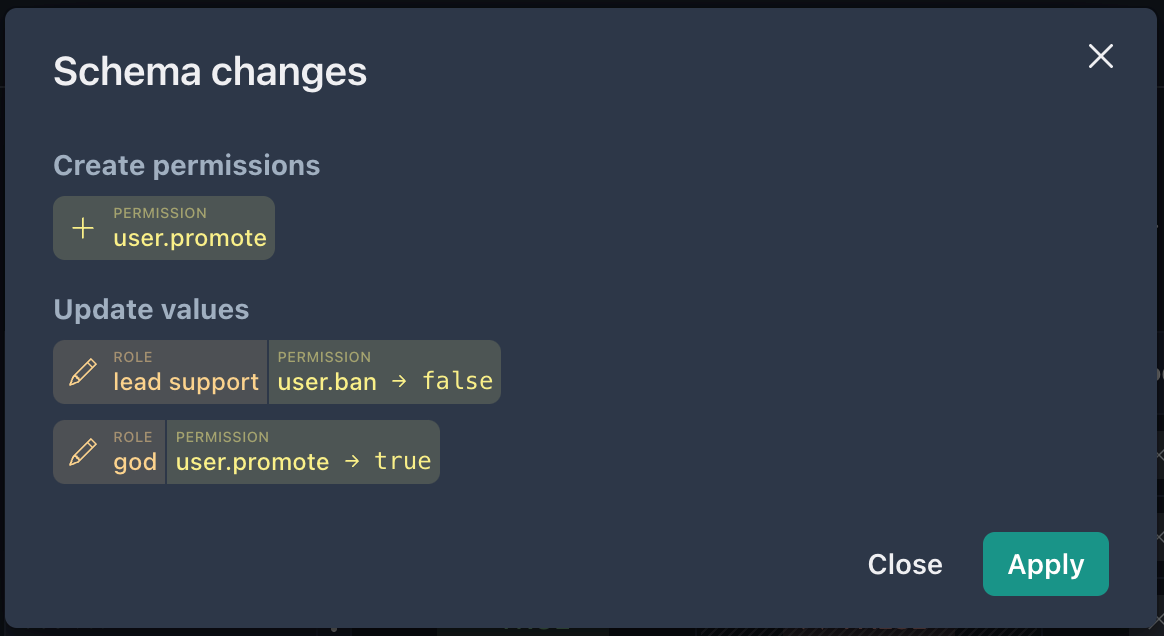 Schema changes
Create permissions
PERMISSION
user.promote
Update values
ROLE PERMISSION
lead support user.ban → false
ROLE PERMISSION
god user.promote → true
Close Apply